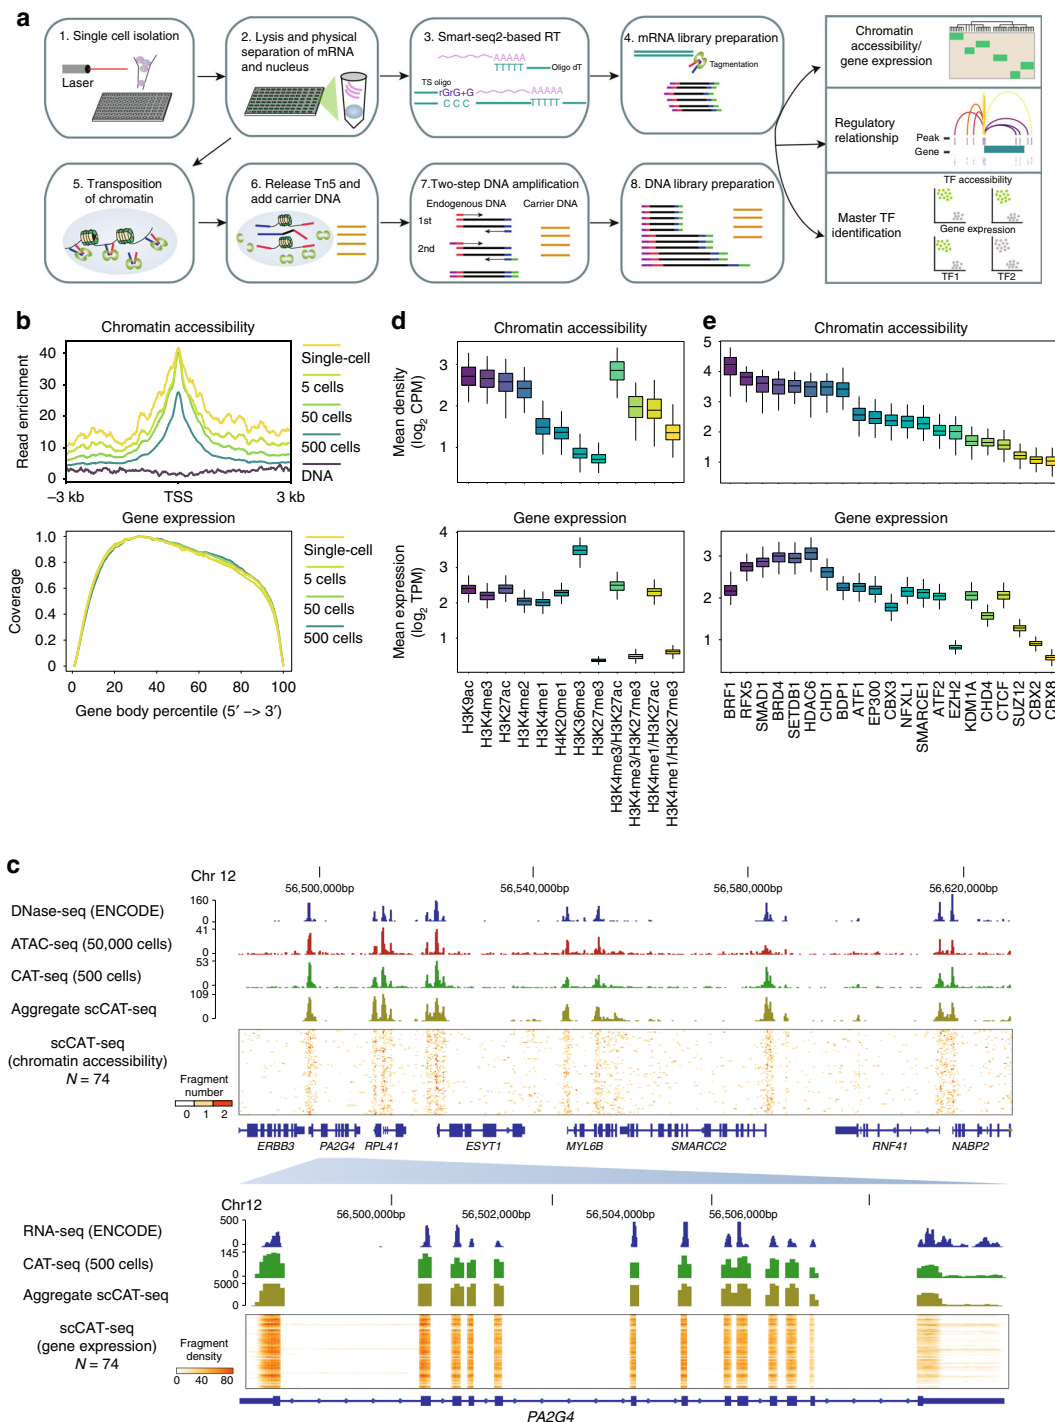 a
1. Single cell isolation
Laser
2. Lysis and physical
separation of mRNA
and nucleus
3. Smart-seq2-based RT
AAAAA
TTTTT
Oligo dT
TS oligo
rGrG+G
AAAAA
C C C
TTTTT
4. mRNA library preparation
Tagmentation
5. Transposition
of chromatin
6. Release Tn5 and
add carrier DNA
7.Two-step DNA amplification
Endogenous DNA
Carrier DNA
1st
2nd
8. DNA library preparation
Chromatin
accessibility/
gene expression
Regulatory
relationship
Peak
Gene
Master TF
identification
TF accessibility
Gene expression
TF1
TF2
b
Chromatin accessibility
Read enrichment
40
30
20
10
0
−3 kb
TSS
3 kb
Single-cell
5 cells
50 cells
500 cells
DNA
Gene expression
Coverage
1.0
0.8
0.6
0.4
0.2
0
0
20
40
60
80
100
Gene body percentile (5′ -> 3′)
Single-cell
5 cells
50 cells
500 cells
d
Chromatin accessibility
Mean density
(log2 CPM)
3
2
1
Gene expression
Mean expression
(log2 TPM)
4
3
2
1
H3K9ac
H3K4me3
H3K27ac
H3K4me2
H3K4me1
H4K20me1
H3K36me3
H3K27me3
H3K4me3/H3K27ac
H3K4me3/H3K27me3
H3K4me1/H3K27ac
H3K4me1/H3K27me3
e
Chromatin accessibility
5
4
3
2
1
Gene expression
3
2
1
BRF1
RFX5
SMAD1
BRD4
SETDB1
HDAC6
CHD1
BDP1
ATF1
EP300
CBX3
NFXL1
SMARCE1
ATF2
EZH2
KDM1A
CHD4
CTCF
SUZ12
CBX2
CBX8
c
Chr 12
56,500,000bp
56,540,000bp
56,580,000bp
56,620,000bp
DNase-seq (ENCODE)
160
0
ATAC-seq (50,000 cells)
41
0
CAT-seq (500 cells)
53
0
Aggregate scCAT-seq
109
0
scCAT-seq
(chromatin accessibility)
N = 74
Fragment
number
0 1 2
ERBB3
PA2G4
RPL41
ESYT1
MYL6B
SMARCC2
RNF41
NABP2
Chr12
56,500,000bp
56,502,000bp
56,504,000bp
56,506,000bp
RNA-seq (ENCODE)
500
0
CAT-seq (500 cells)
145
0
Aggregate scCAT-seq
5000
0
scCAT-seq
(gene expression)
N = 74
Fragment
density
0 40 80
PA2G4